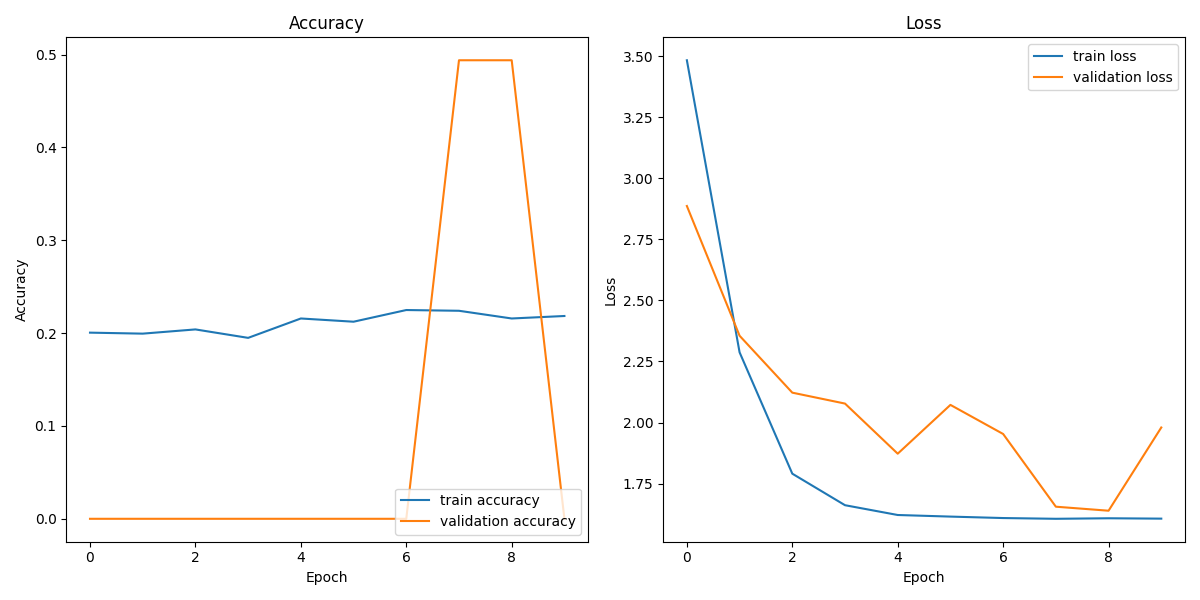 Accuracy
0.5
0.4
0.3
0.2
0.1
0.0
Accuracy
train accuracy
validation accuracy
0 2 4 6 8
Epoch
Loss
3.50
3.25
3.00
2.75
2.50
2.25
2.00
1.75
Loss
train loss
validation loss
0 2 4 6 8
Epoch